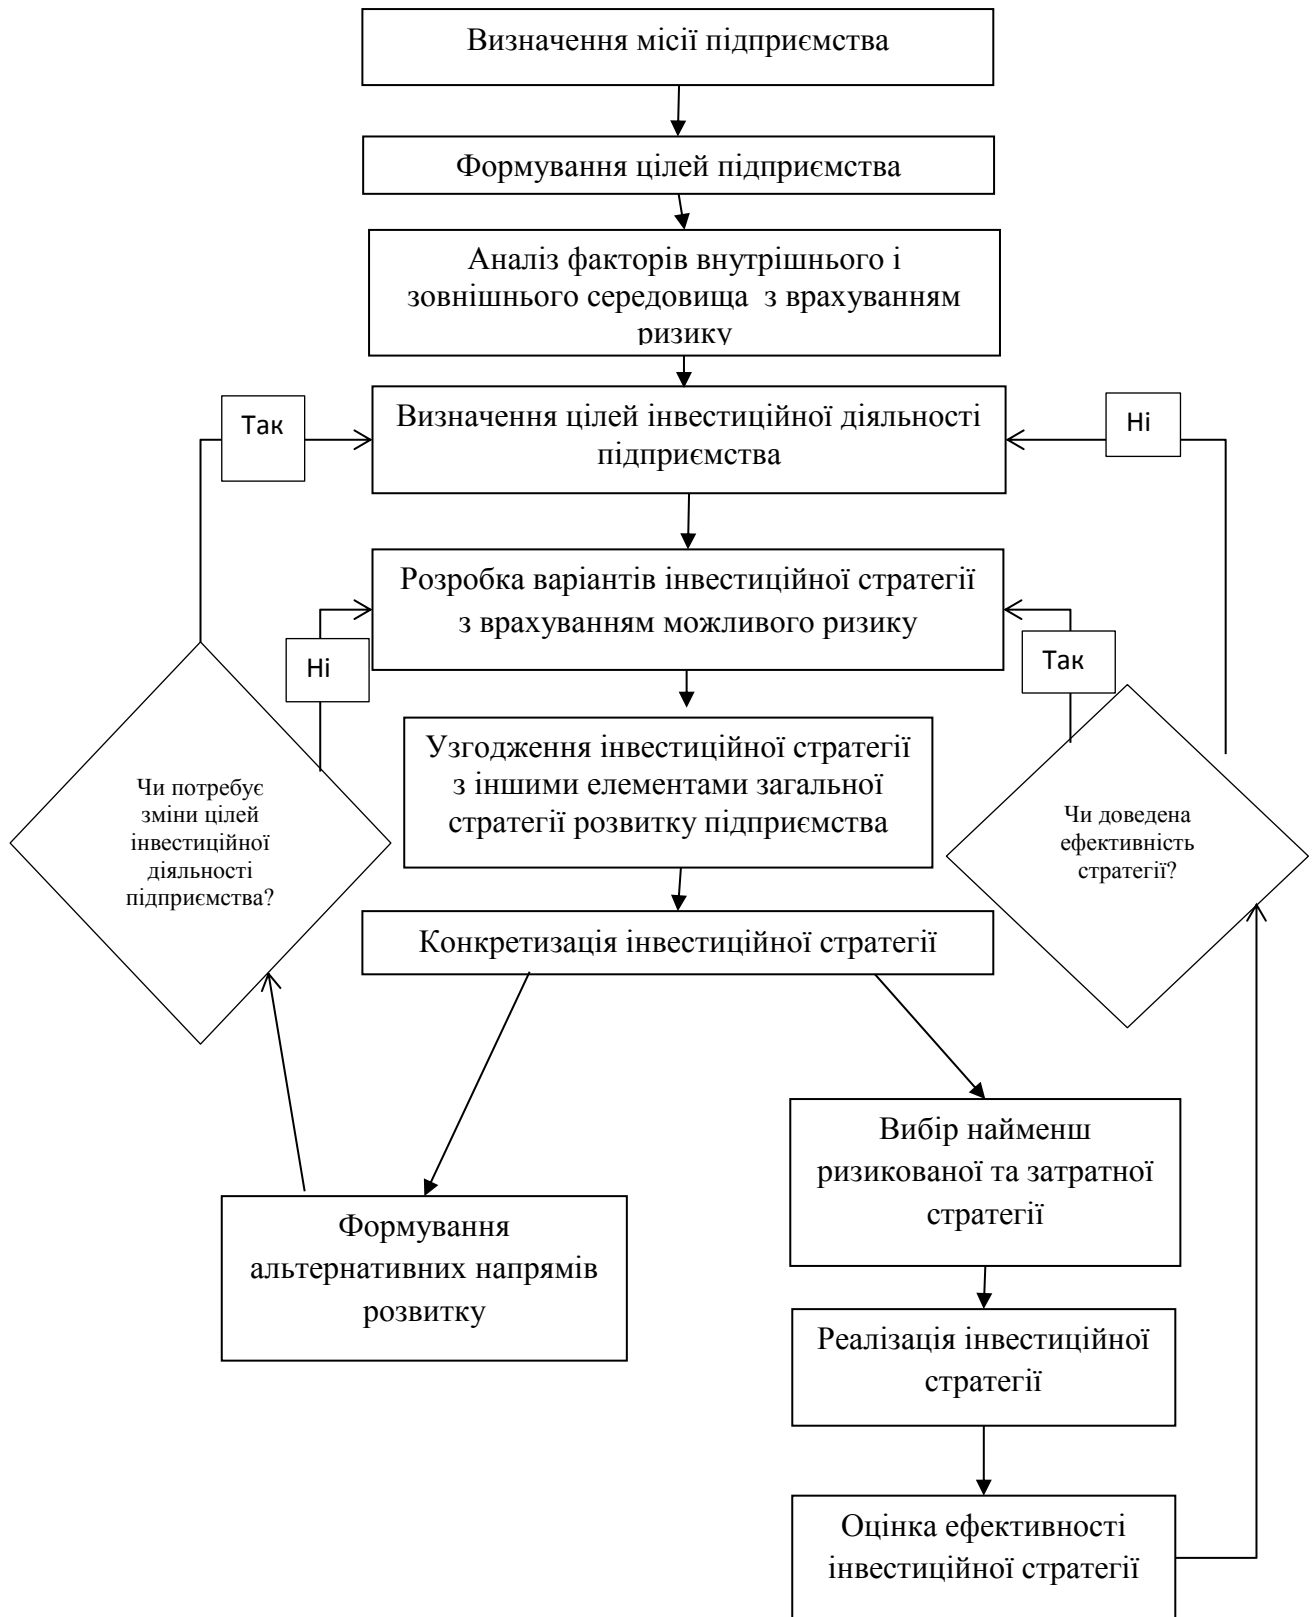 Визначення місії підприємства
Формування цілей підприємства
Аналіз факторів внутрішнього і
зовнішнього середовища з врахуванням
ризику
Так
Визначення цілей інвестиційної діяльності
підприємства
Ні
Розробка варіантів інвестиційної стратегії
з врахуванням можливого ризику
Ні
Так
Узгодження інвестиційної стратегії
з іншими елементами загальної
стратегії розвитку підприємства
Чи потребує
зміни цілей
інвестиційної
діяльності
підприємства?
Чи доведена
ефективність
стратегії?
Конкретизація інвестиційної стратегії
Вибір найменш
ризикованої та затратної
стратегії
Формування
альтернативних напрямів
розвитку
Реалізація інвестиційної
стратегії
Оцінка ефективності
інвестиційної стратегії